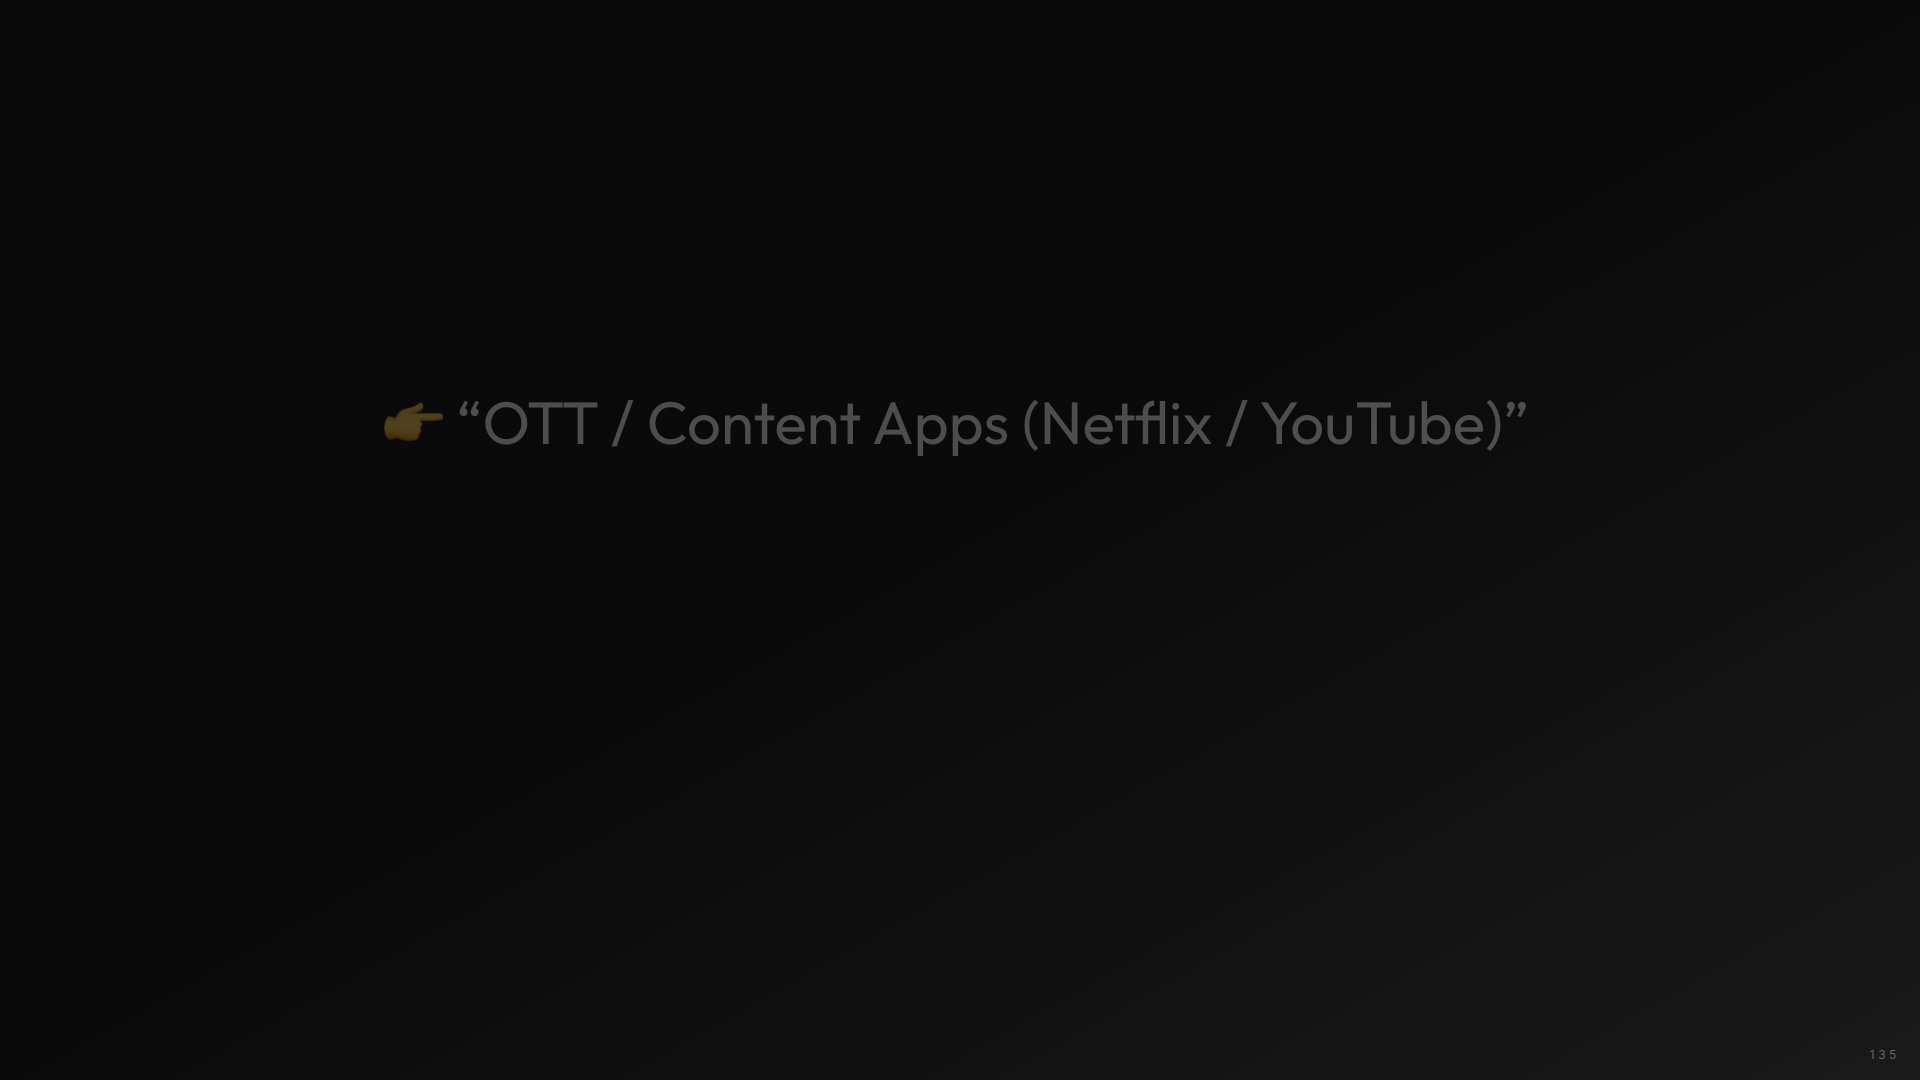 👉 “OTT / Content Apps (Netflix / YouTube)”
135